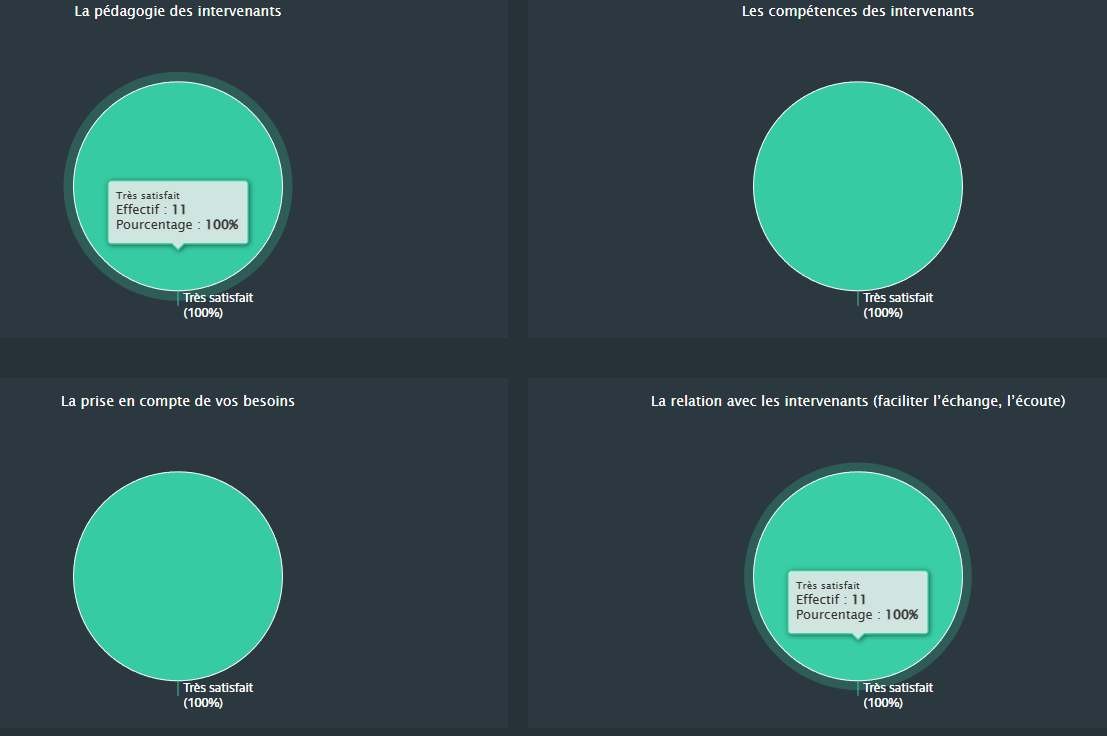 La pédagogie des intervenants
Les compétences des intervenants
Très satisfait
Effectif : 11
Pourcentage : 100%
Très satisfait
(100%)
Très satisfait
(100%)
La prise en compte de vos besoins
La relation avec les intervenants (faciliter l’échange, l’écoute)
Très satisfait
Effectif : 11
Pourcentage : 100%
Très satisfait
(100%)
Très satisfait
(100%)